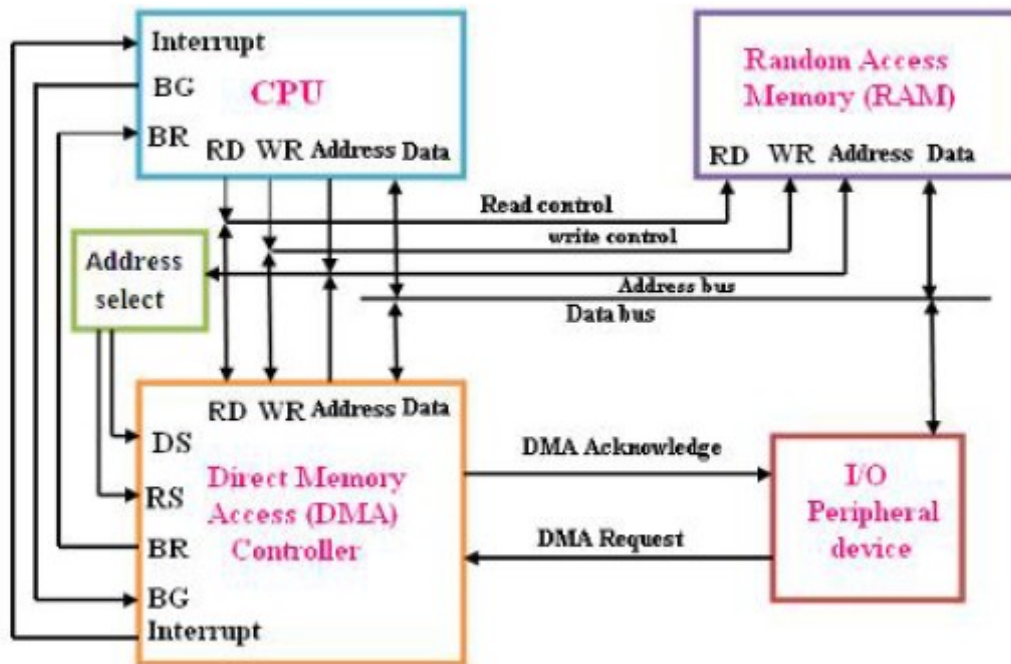 Interrupt
BG
CPU
BR
RD WR Address Data
Random Access
Memory (RAM)
RD WR Address Data
Read control
write control
Address
select
Address bus
Data bus
RD WR Address Data
DS
Direct Memory
RS
Access (DMA)
BR
Controller
BG
Interrupt
DMA Acknowledge
DMA Request
I/O
Peripheral
device